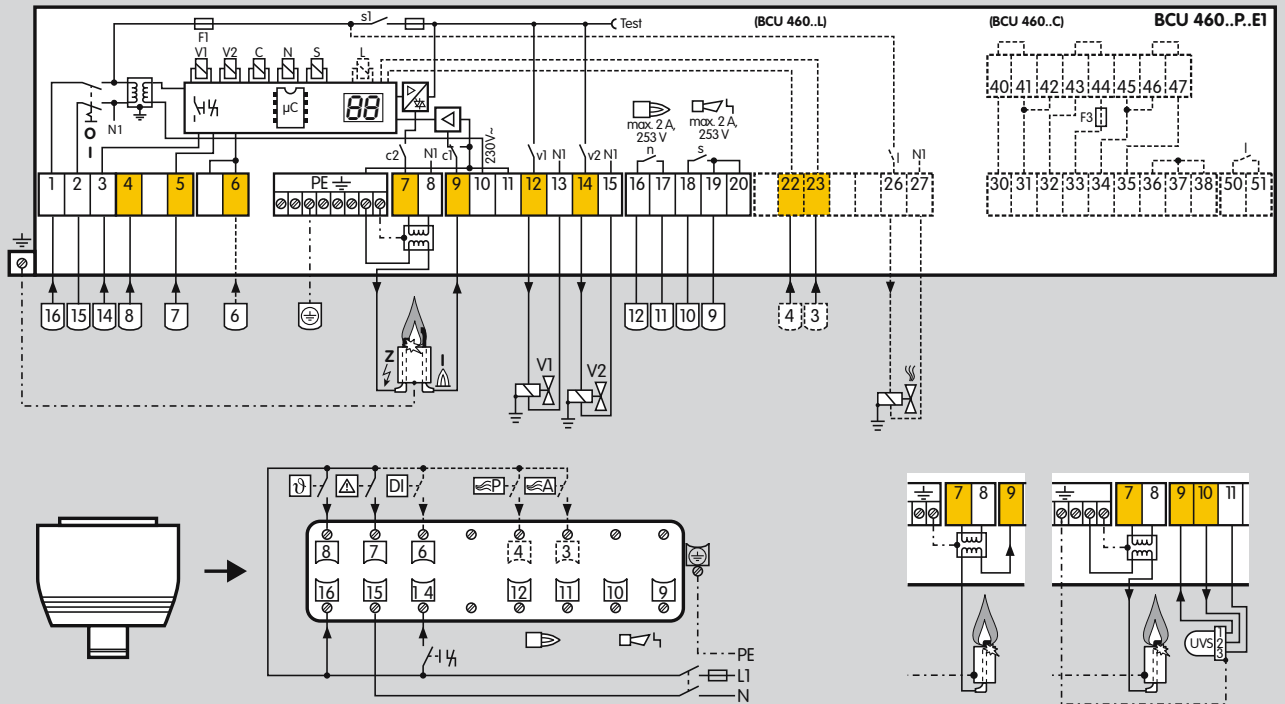 s1 Test (BCU 460..L) (BCU 460..C) BCU 460..P..E1
F1
V1 V2 C N S L
µC 88
40 41 42 43 44 45 46 47
F3
N1
O
I
max. 2 A, 253 V
max. 2 A, 253 V
230V~
c2 N1 c1 v1 N1 v2 N1 n s I N1 I
PE
1 2 3 4 5 6 7 8 9 10 11 12 13 14 15 16 17 18 19 20 22 23 26 27 30 31 32 33 34 35 36 37 38 50 51
16 15 14 8 7 6 12 11 10 9 4 3
Z I V1 V2
ϑ DI P A
8 7 6 4 3
16 15 14 12 11 10 9
PE
L1
N
7 8 9
7 8 9 10 11
UVS 1 2 3